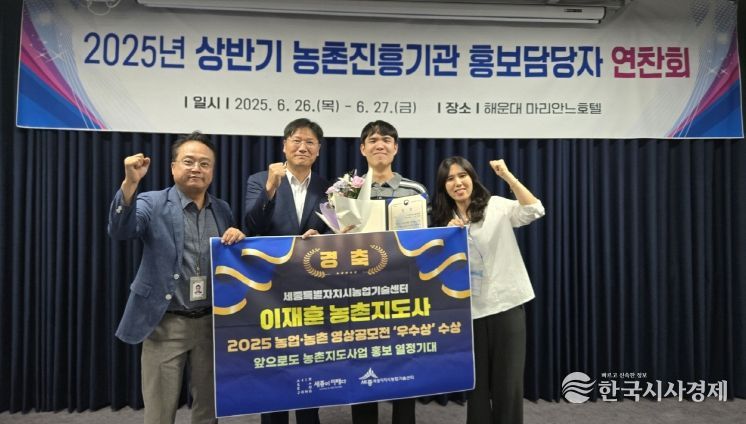 2025년 상반기 농촌진흥기관 홍보담당자 연찬회
I 일시 I 2025. 6. 26.(목) - 6. 27.(금) I 장소 I 해운대 마리안느호텔
경 축
세종특별자치시농업기술센터
이재훈 농촌지도사
2025 농업·농촌 영상공모전 '우수상' 수상
앞으로도 농촌지도사업 홍보 열정기대
세종이 미래다
세종특별자치시농업기술센터
빠르고 신속한 정보
한국시사경제